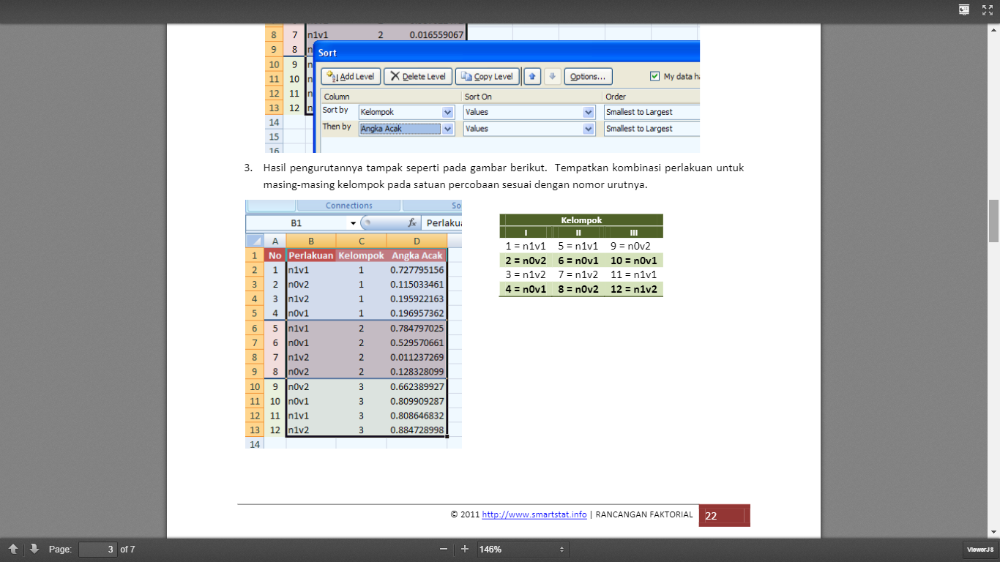 8 7 n1v1 2 0.016559067
9 8
Sort
10 9
Add Level Delete Level Copy Level Options... My data
11 10
12 11
Column Sort On Order
13 12
Sort by Kelompok Values Smallest to Largest
14
Then by Angka Acak Values Smallest to Largest
15
16
3. Hasil pengurutannya tampak seperti pada gambar berikut. Tempatkan kombinasi perlakuan untuk
masing-masing kelompok pada satuan percobaan sesuai dengan nomor urutnya.
Connections
B1 fx
A B C D
1 No Perlakuan Kelompok Angka Acak
2 1 n1v1 1 0.727795156
3 2 n0v2 1 0.115033461
4 3 n1v2 1 0.195922163
5 4 n0v1 1 0.196957362
6 5 n1v1 2 0.784797025
7 6 n0v1 2 0.529570661
8 7 n1v2 2 0.011237269
9 8 n0v2 2 0.128328099
10 9 n0v2 3 0.662389927
11 10 n0v1 3 0.809909287
12 11 n1v1 3 0.808646832
13 12 n1v2 3 0.884728998
14
Kelompok
I II III
1 = n1v1 5 = n1v1 9 = n0v2
2 = n0v2 6 = n0v1 10 = n0v1
3 = n1v2 7 = n1v2 11 = n1v1
4 = n0v1 8 = n0v2 12 = n1v2
© 2011 http://www.smartstat.info | RANCANGAN FAKTORIAL 22
Page: 3 of 7 146% ViewerJS